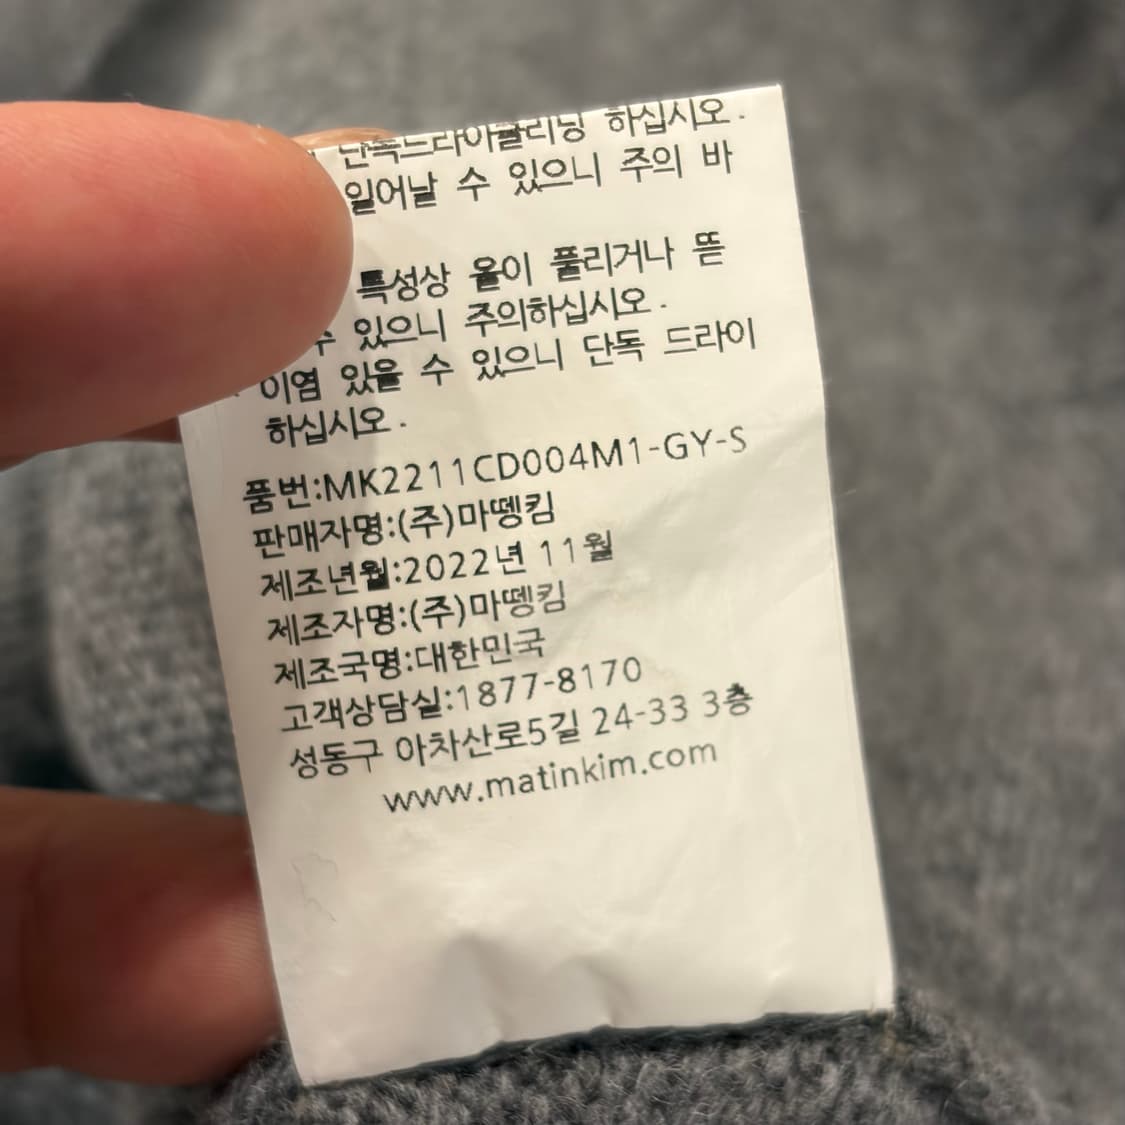 단독드라이클리닝 하십시오.
일어날 수 있으니 주의 바
특성상 올이 풀리거나 뜯
수 있으니 주의하십시오.
이염 있을 수 있으니 단독 드라이
하십시오.
품번:MK2211CD004M1-GY-S
판매자명:(주)마뗑킴
제조년월:2022년 11월
제조자명:(주)마뗑킴
제조국명:대한민국
고객상담실:1877-8170
성동구 아차산로5길 24-33 3층
www.matinkim.com